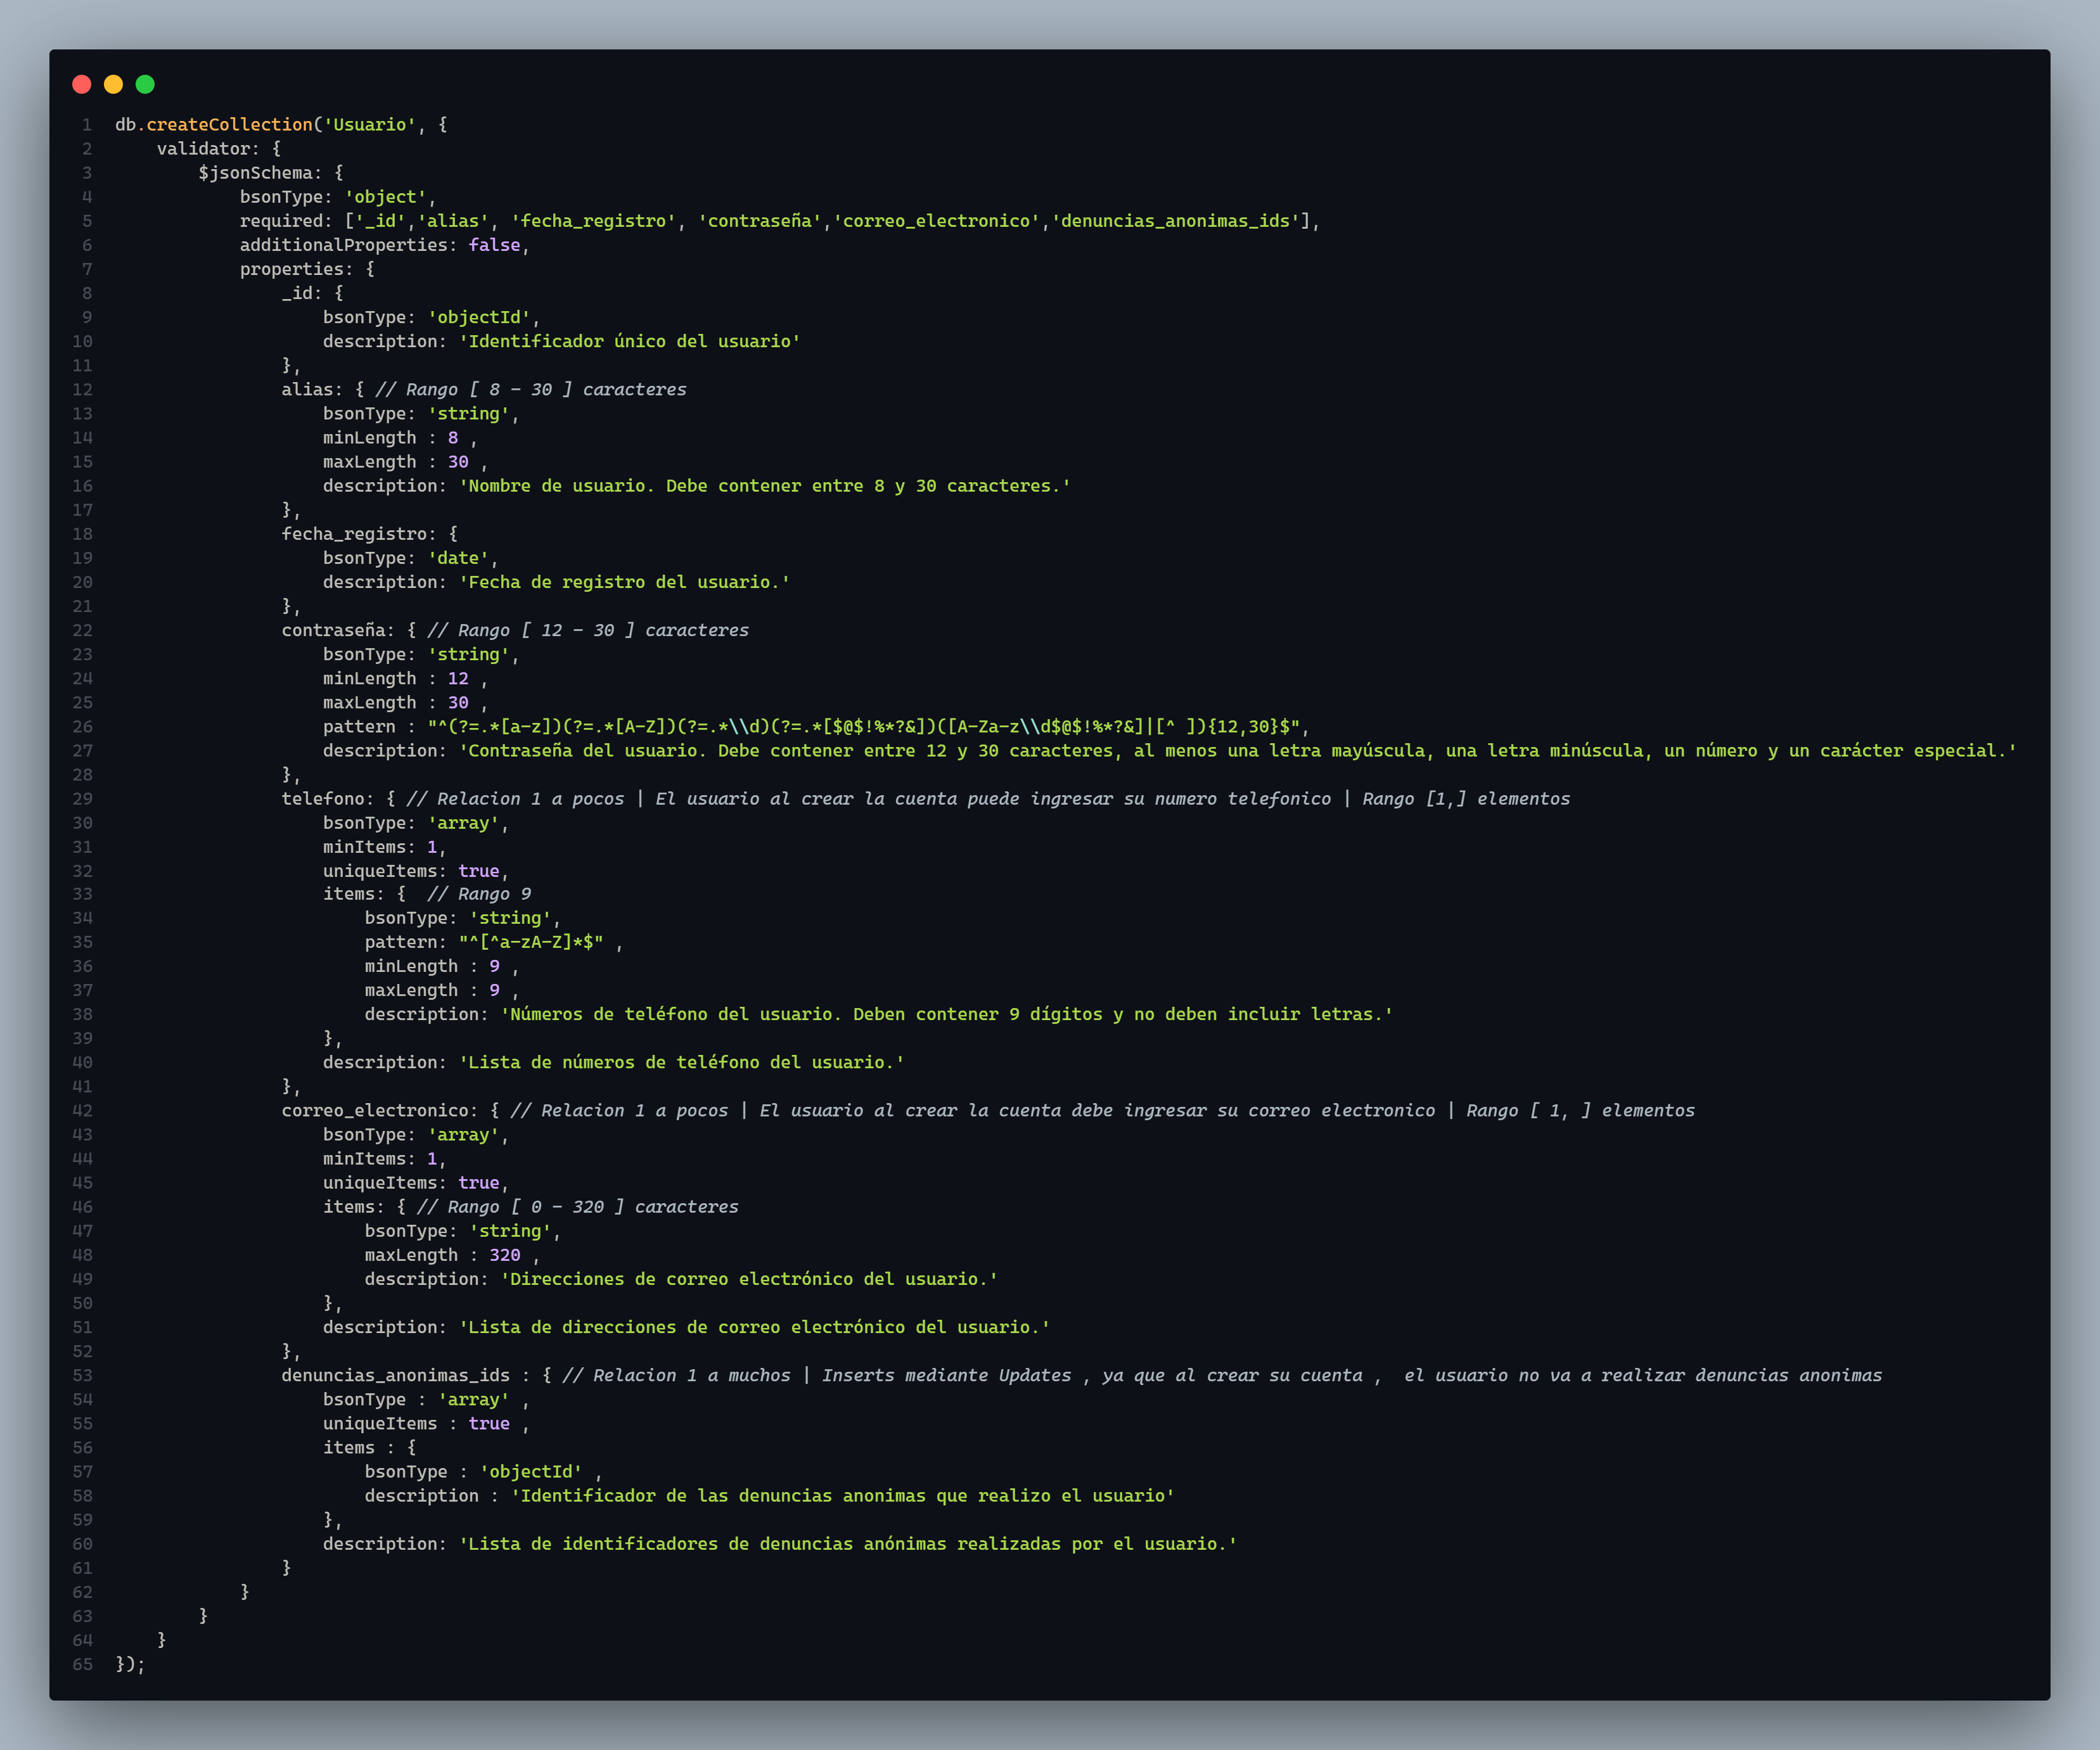 1 db.createCollection('Usuario', {
2     validator: {
3         $jsonSchema: {
4             bsonType: 'object',
5             required: ['_id','alias', 'fecha_registro', 'contraseña','correo_electronico','denuncias_anonimas_ids'],
6             additionalProperties: false,
7             properties: {
8                 _id: {
9                     bsonType: 'objectId',
10                     description: 'Identificador único del usuario'
11                 },
12                 alias: { // Rango [ 8 - 30 ] caracteres
13                     bsonType: 'string',
14                     minLength : 8 ,
15                     maxLength : 30 ,
16                     description: 'Nombre de usuario. Debe contener entre 8 y 30 caracteres.'
17                 },
18                 fecha_registro: {
19                     bsonType: 'date',
20                     description: 'Fecha de registro del usuario.'
21                 },
22                 contraseña: { // Rango [ 12 - 30 ] caracteres
23                     bsonType: 'string',
24                     minLength : 12 ,
25                     maxLength : 30 ,
26                     pattern : "^(?=.*[a-z])(?=.*[A-Z])(?=.*\\d)(?=.*[$@$!%*?&])([A-Za-z\\d$@$!%*?&]|[^ ]){12,30}$",
27                     description: 'Contraseña del usuario. Debe contener entre 12 y 30 caracteres, al menos una letra mayúscula, una letra minúscula, un número y un carácter especial.'
28                 },
29                 telefono: { // Relacion 1 a pocos | El usuario al crear la cuenta puede ingresar su numero telefonico | Rango [1,] elementos
30                     bsonType: 'array',
31                     minItems: 1,
32                     uniqueItems: true,
33                     items: {  // Rango 9
34                         bsonType: 'string',
35                         pattern: "^[^a-zA-Z]*$" ,
36                         minLength : 9 ,
37                         maxLength : 9 ,
38                         description: 'Números de teléfono del usuario. Deben contener 9 dígitos y no deben incluir letras.'
39                     },
40                     description: 'Lista de números de teléfono del usuario.'
41                 },
42                 correo_electronico: { // Relacion 1 a pocos | El usuario al crear la cuenta debe ingresar su correo electronico | Rango [ 1, ] elementos
43                     bsonType: 'array',
44                     minItems: 1,
45                     uniqueItems: true,
46                     items: { // Rango [ 0 - 320 ] caracteres
47                         bsonType: 'string',
48                         maxLength : 320 ,
49                         description: 'Direcciones de correo electrónico del usuario.'
50                     },
51                     description: 'Lista de direcciones de correo electrónico del usuario.'
52                 },
53                 denuncias_anonimas_ids : { // Relacion 1 a muchos | Inserts mediante Updates , ya que al crear su cuenta ,  el usuario no va a realizar denuncias anonimas
54                     bsonType : 'array' ,
55                     uniqueItems : true ,
56                     items : {
57                         bsonType : 'objectId' ,
58                         description : 'Identificador de las denuncias anonimas que realizo el usuario'
59                     },
60                     description: 'Lista de identificadores de denuncias anónimas realizadas por el usuario.'
61                 }
62             }
63         }
64     }
65 });